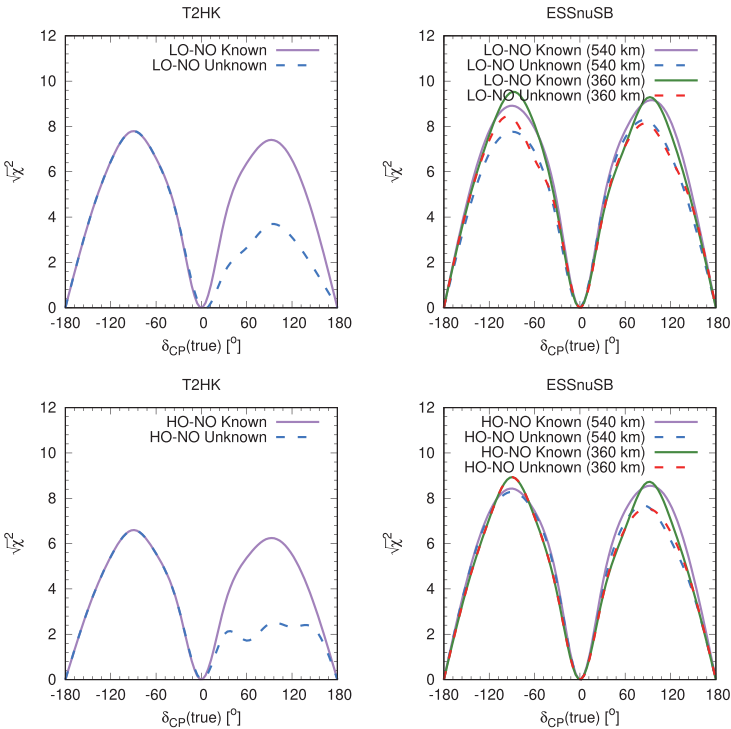 T2HK
LO-NO Known
LO-NO Unknown
12
10
8
6
4
2
0
√χ²
-180 -120 -60 0 60 120 180
δCP(true) [o]
ESSnuSB
LO-NO Known (540 km)
LO-NO Unknown (540 km)
LO-NO Known (360 km)
LO-NO Unknown (360 km)
12
10
8
6
4
2
0
√χ²
-180 -120 -60 0 60 120 180
δCP(true) [o]
T2HK
HO-NO Known
HO-NO Unknown
12
10
8
6
4
2
0
√χ²
-180 -120 -60 0 60 120 180
δCP(true) [o]
ESSnuSB
HO-NO Known (540 km)
HO-NO Unknown (540 km)
HO-NO Known (360 km)
HO-NO Unknown (360 km)
12
10
8
6
4
2
0
√χ²
-180 -120 -60 0 60 120 180
δCP(true) [o]